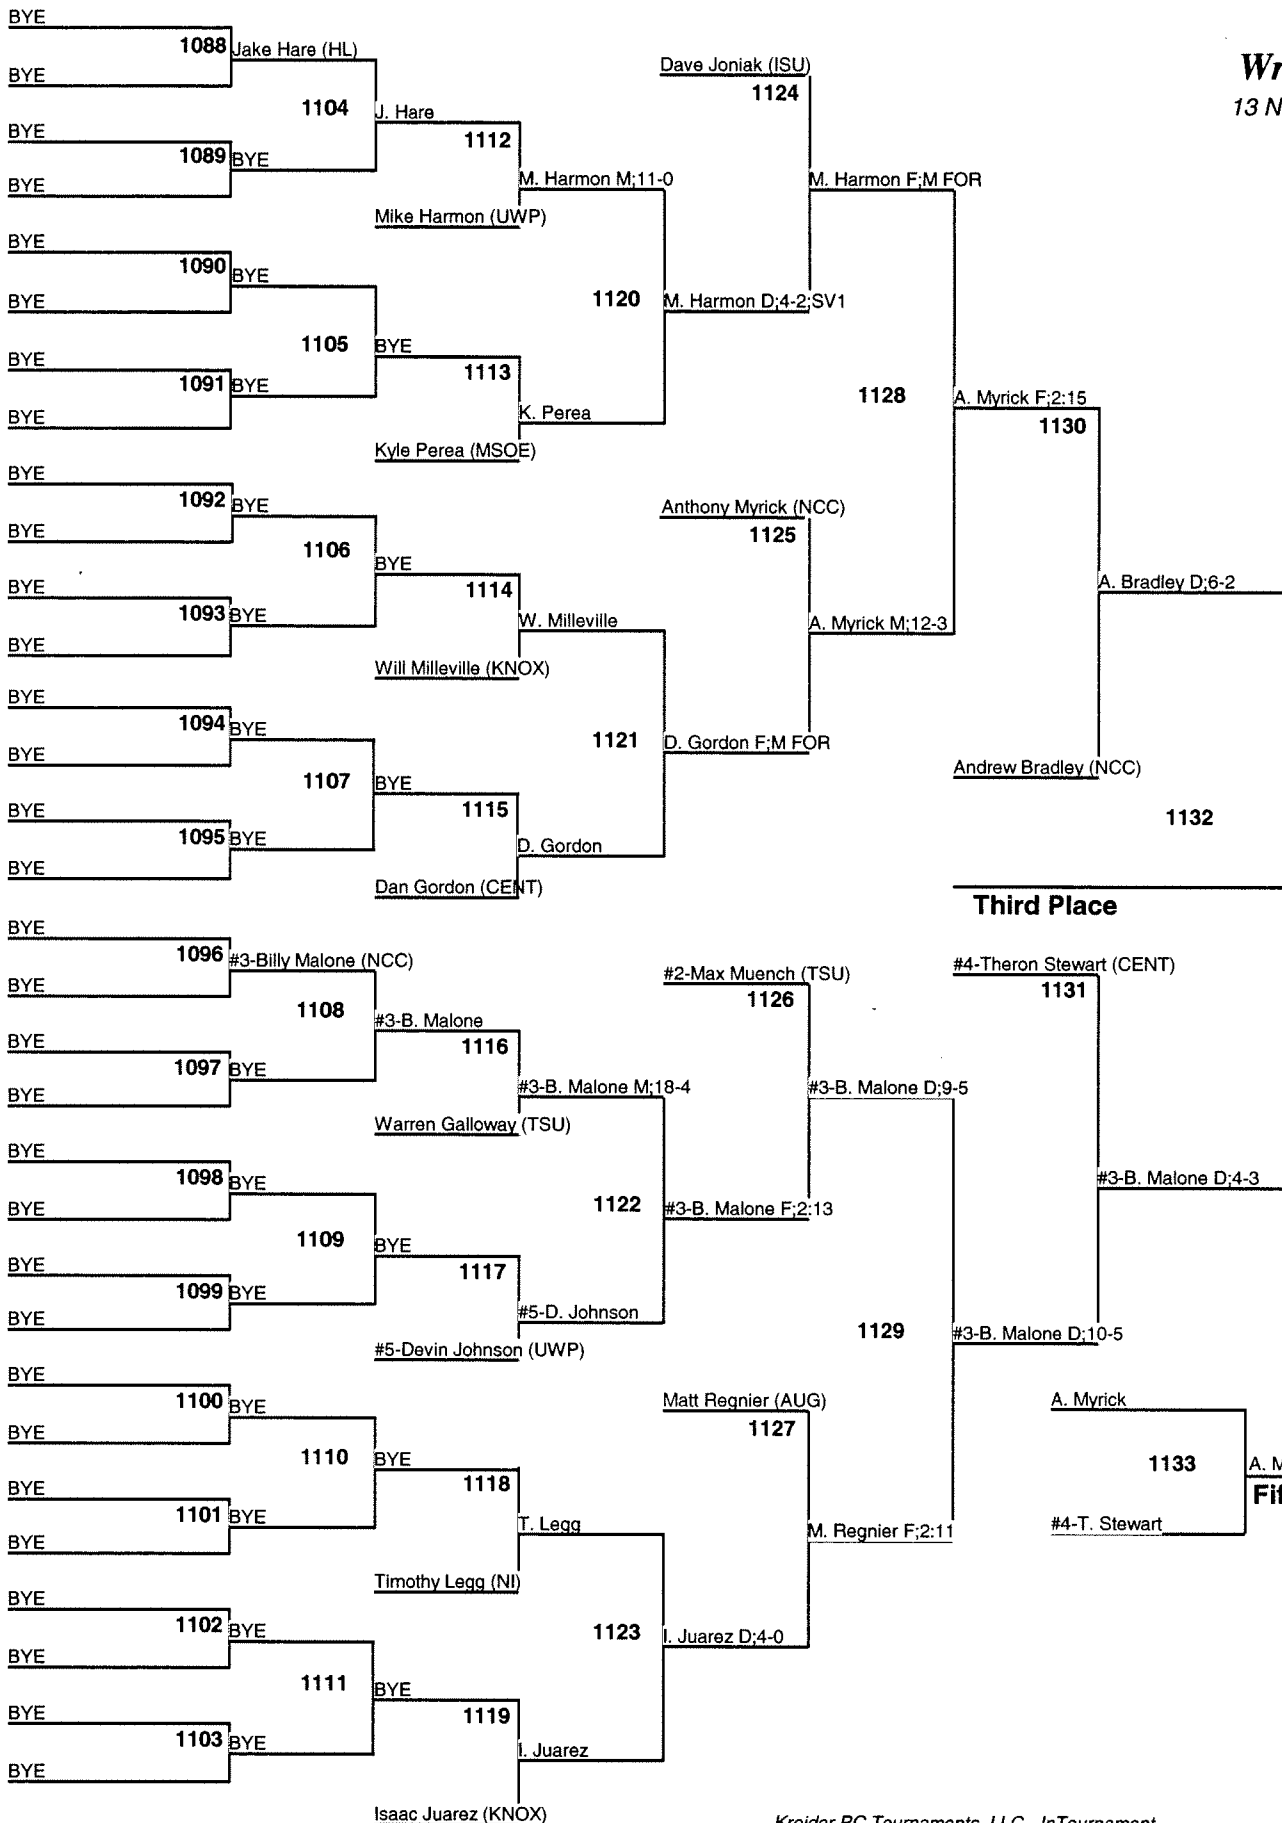 BYE
1088 Jake Hare (HL)
BYE
Dave Joniak (ISU)
1124
Wr
13 N
1104
J. Hare
1112
BYE
1089 BYE
BYE
M. Harmon M;11-0
M. Harmon F;M FOR
Mike Harmon (UWP)
BYE
1090 BYE
BYE
1120
M. Harmon D;4-2;SV1
1105
BYE
1113
BYE
1091 BYE
BYE
K. Perea
Kyle Perea (MSOE)
1128
A. Myrick F;2:15
1130
BYE
1092 BYE
BYE
Anthony Myrick (NCC)
1125
1106
BYE
1114
BYE
1093 BYE
BYE
W. Milleville
Will Milleville (KNOX)
A. Myrick M;12-3
A. Bradley D;6-2
BYE
1094 BYE
BYE
1121
D. Gordon F;M FOR
1107
BYE
1115
BYE
1095 BYE
BYE
D. Gordon
Dan Gordon (CENT)
Andrew Bradley (NCC)
1132
Third Place
BYE
1096 #3-Billy Malone (NCC)
BYE
#2-Max Muench (TSU)
1126
#4-Theron Stewart (CENT)
1131
1108
#3-B. Malone
1116
BYE
1097 BYE
BYE
#3-B. Malone M;18-4
#3-B. Malone D;9-5
Warren Galloway (TSU)
BYE
1098 BYE
BYE
1122
#3-B. Malone F;2:13
#3-B. Malone D;4-3
1109
BYE
1117
BYE
1099 BYE
BYE
#5-D. Johnson
#5-Devin Johnson (UWP)
1129
#3-B. Malone D;10-5
BYE
1100 BYE
BYE
Matt Regnier (AUG)
1127
A. Myrick
1110
BYE
1118
1133
A. M
Fif
BYE
1101 BYE
BYE
T. Legg
M. Regnier F;2:11
#4-T. Stewart
Timothy Legg (NI)
BYE
1102 BYE
BYE
1123
I. Juarez D;4-0
1111
BYE
1119
BYE
1103 BYE
BYE
I. Juarez
Isaac Juarez (KNOX)
Kreider PC Tournaments, LLC - InTournament